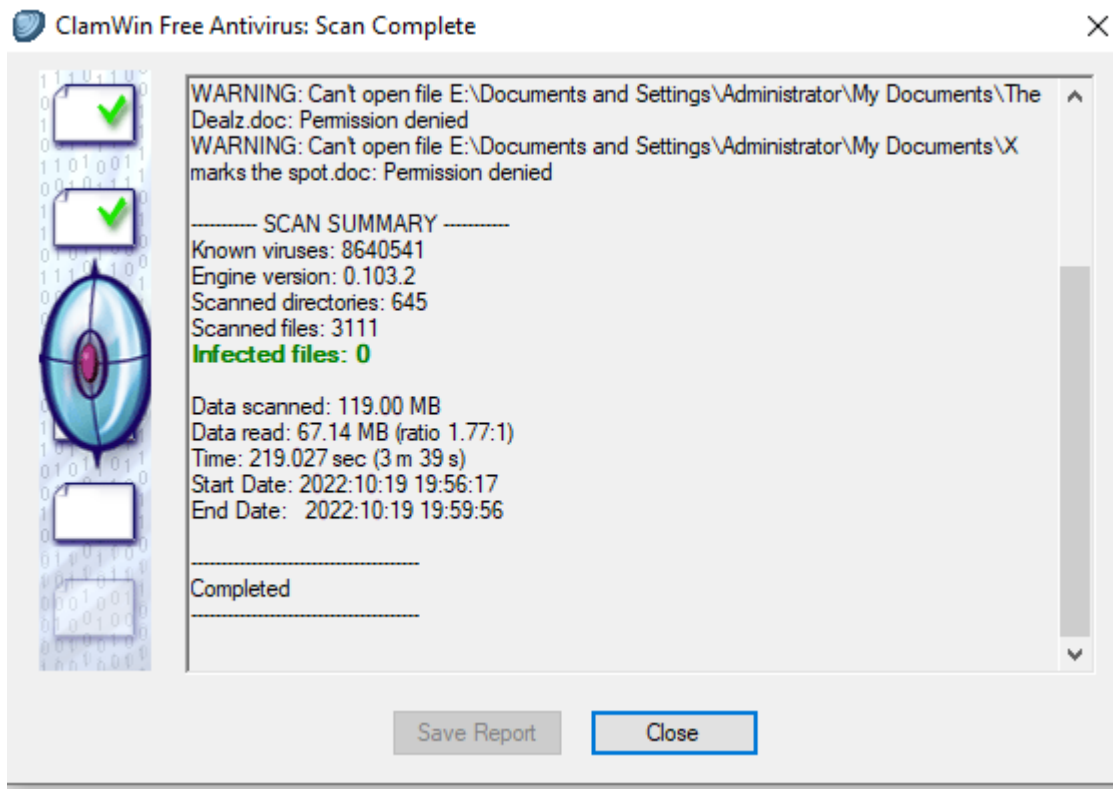 ClamWin Free Antivirus: Scan Complete
WARNING: Can't open file E:\Documents and Settings\Administrator\My Documents\The
Dealz.doc: Permission denied
WARNING: Can't open file E:\Documents and Settings\Administrator\My Documents\X
marks the spot.doc: Permission denied
----------- SCAN SUMMARY -----------
Known viruses: 8640541
Engine version: 0.103.2
Scanned directories: 645
Scanned files: 3111
Infected files: 0
Data scanned: 119.00 MB
Data read: 67.14 MB (ratio 1.77:1)
Time: 219.027 sec (3 m 39 s)
Start Date: 2022:10:19 19:56:17
End Date:   2022:10:19 19:59:56
--------------------------------------
Completed
--------------------------------------
Save Report
Close